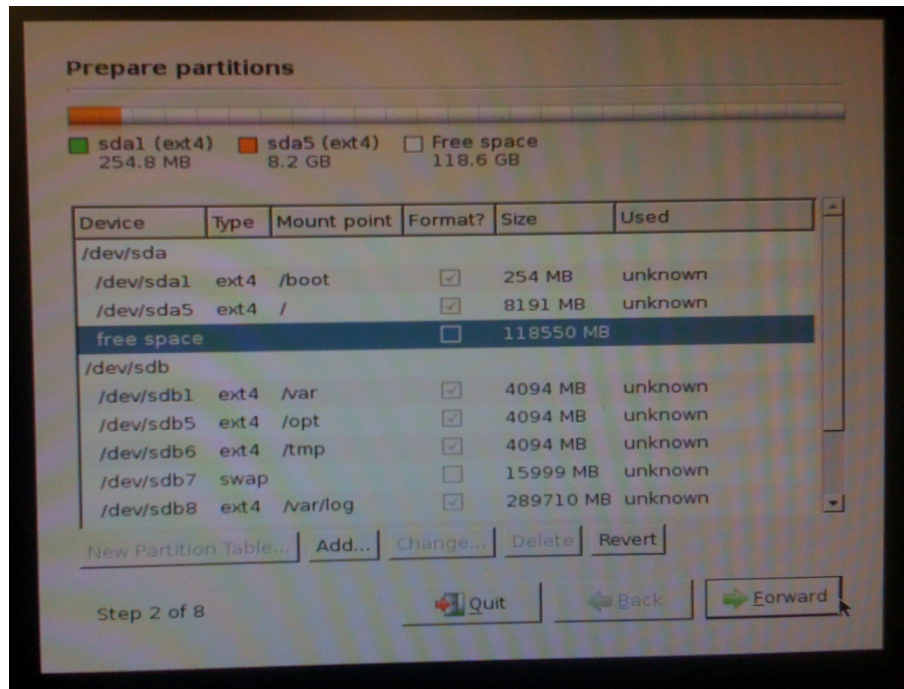 Prepare partitions
sda1 (ext4) sda5 (ext4) Free space
254.8 MB 8.2 GB 118.6 GB
Device Type Mount point Format? Size Used
/dev/sda
/dev/sda1 ext4 /boot 254 MB unknown
/dev/sda5 ext4 / 8191 MB unknown
free space 118550 MB
/dev/sdb
/dev/sdb1 ext4 /var 4094 MB unknown
/dev/sdb5 ext4 /opt 4094 MB unknown
/dev/sdb6 ext4 /tmp 4094 MB unknown
/dev/sdb7 swap 15999 MB unknown
/dev/sdb8 ext4 /var/log 289710 MB unknown
New Partition Table... Add... Change... Delete Revert
Step 2 of 8 Quit Back Forward